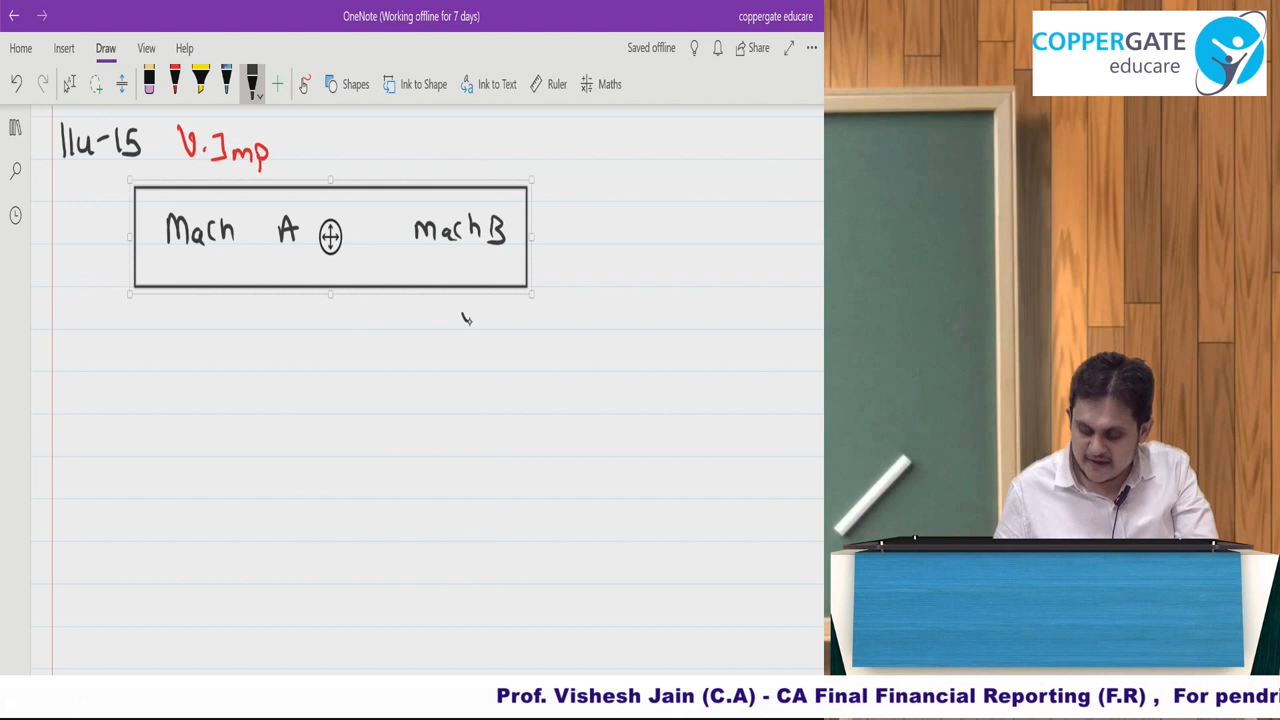 OneNote (Working offline for 7 days)
coppergate educare
Home Insert Draw View Help
Saved offline Share
Shapes Ink to Shape Ink to Text Ruler Maths
COPPERGATE
educare
Illu-15 V.Imp
Mach A mach B
Prof. Vishesh Jain (C.A) - CA Final Financial Reporting (F.R) , For pendri